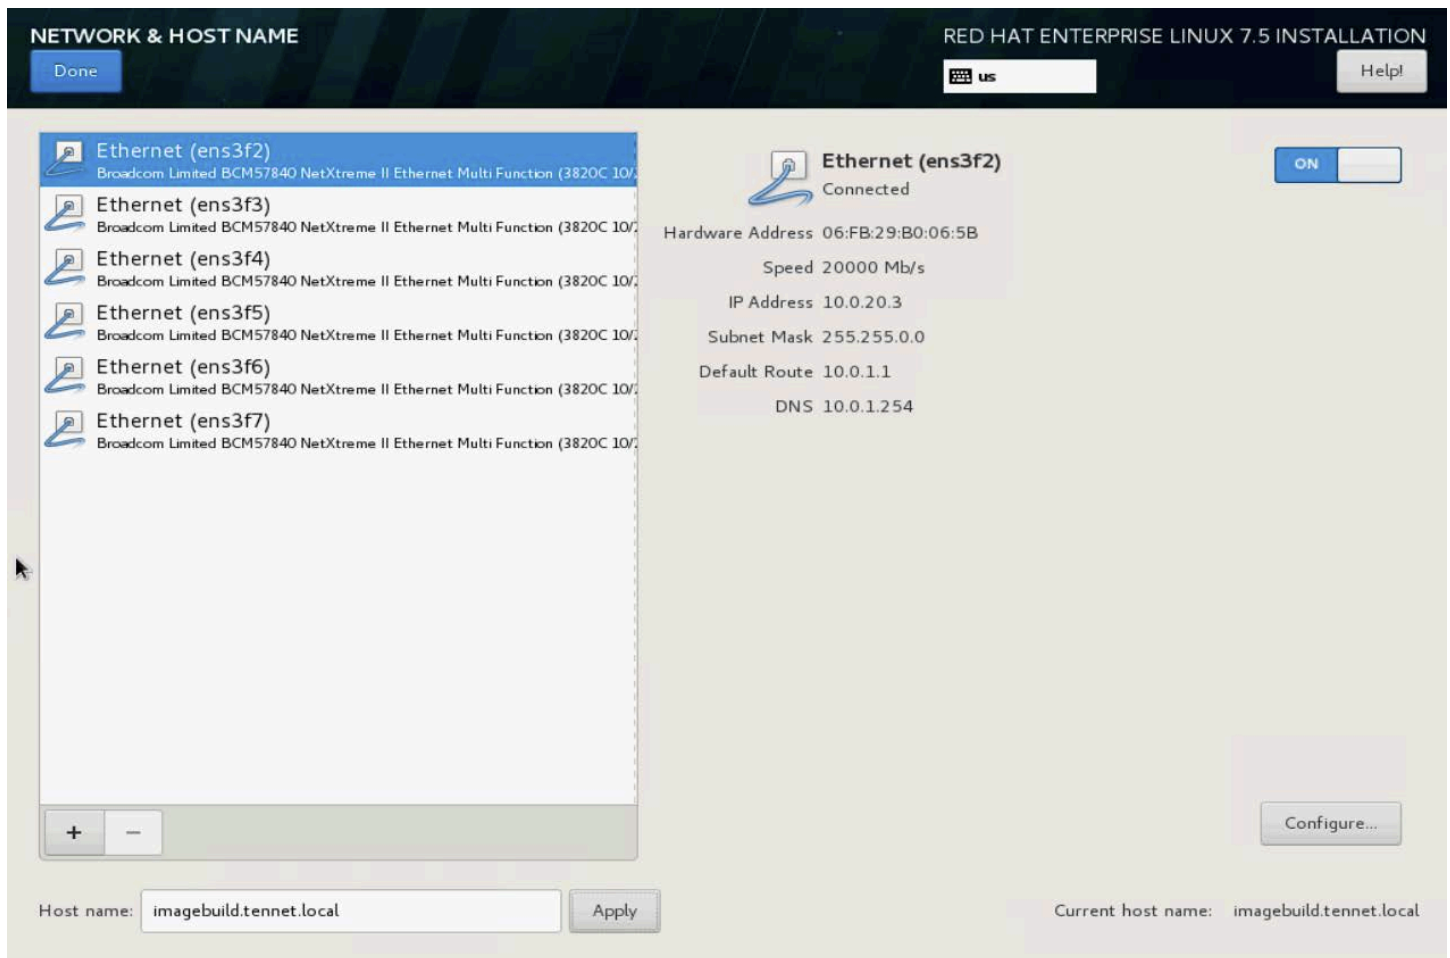 NETWORK & HOST NAME
RED HAT ENTERPRISE LINUX 7.5 INSTALLATION
Done
us
Help!
Ethernet (ens3f2)
Broadcom Limited BCM57840 NetXtreme II Ethernet Multi Function (3820C 10/
Ethernet (ens3f3)
Broadcom Limited BCM57840 NetXtreme II Ethernet Multi Function (3820C 10/
Ethernet (ens3f4)
Broadcom Limited BCM57840 NetXtreme II Ethernet Multi Function (3820C 10/
Ethernet (ens3f5)
Broadcom Limited BCM57840 NetXtreme II Ethernet Multi Function (3820C 10/
Ethernet (ens3f6)
Broadcom Limited BCM57840 NetXtreme II Ethernet Multi Function (3820C 10/
Ethernet (ens3f7)
Broadcom Limited BCM57840 NetXtreme II Ethernet Multi Function (3820C 10/
Ethernet (ens3f2)
Connected
ON
Hardware Address 06:FB:29:B0:06:5B
Speed 20000 Mb/s
IP Address 10.0.20.3
Subnet Mask 255.255.0.0
Default Route 10.0.1.1
DNS 10.0.1.254
+ −
Configure...
Host name: imagebuild.tennet.local Apply
Current host name: imagebuild.tennet.local